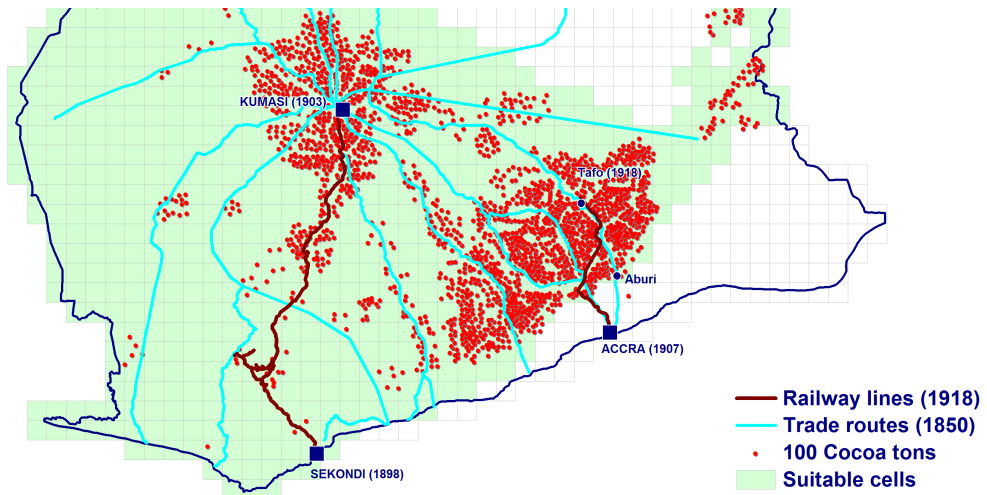 KUMASI (1903)
Tafo (1918)
Aburi
ACCRA (1907)
SEKONDI (1898)
Railway lines (1918)
Trade routes (1850)
100 Cocoa tons
Suitable cells